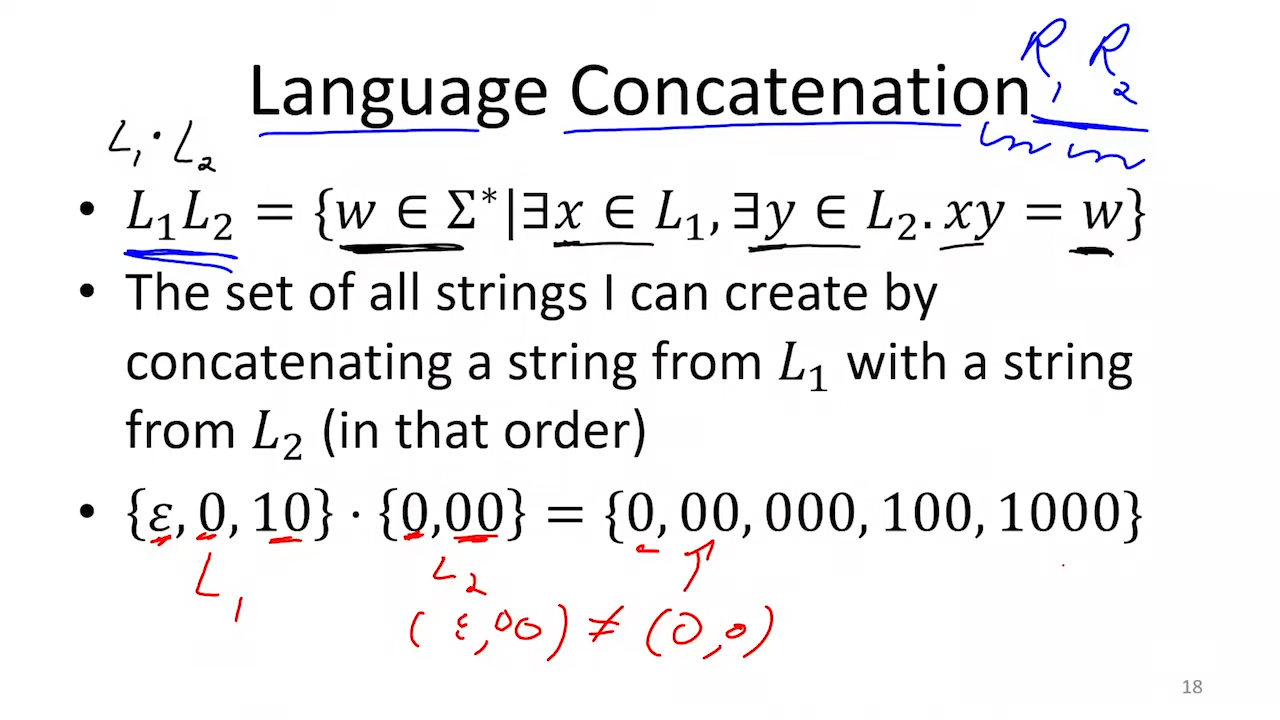 R₁ R₂
Language Concatenation
L₁ · L₂
• L₁L₂ = {w ∈ Σ*|∃x ∈ L₁, ∃y ∈ L₂. xy = w}
• The set of all strings I can create by
concatenating a string from L₁ with a string
from L₂ (in that order)
• {ε, 0, 10} · {0,00} = {0, 00, 000, 100, 1000}
L₁ L₂
(ε,00) ≠ (0,0)
18